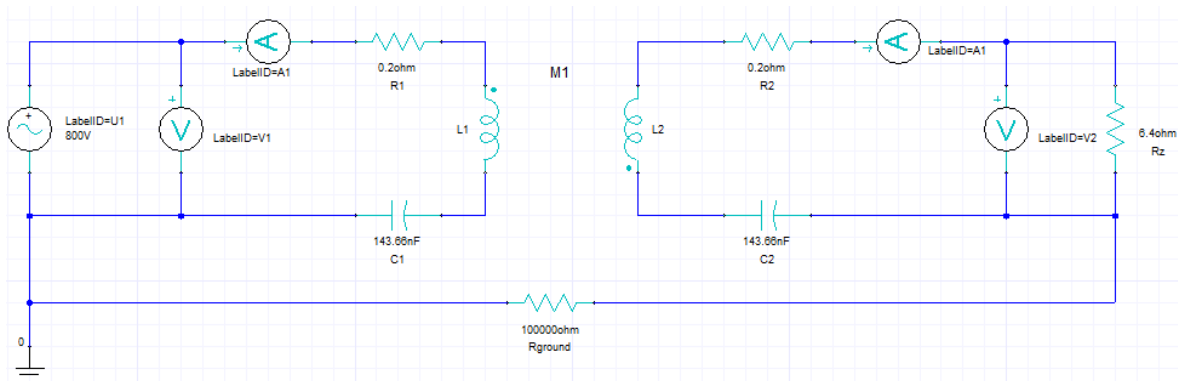 LabelID=A1
0.2ohm
R1
M1
0.2ohm
R2
LabelID=A1
LabelID=U1
800V
+
V
LabelID=V1
L1
L2
V
LabelID=V2
6.4ohm
Rz
A
A
+
+
143.66nF
C1
143.66nF
C2
100000ohm
Rground
0